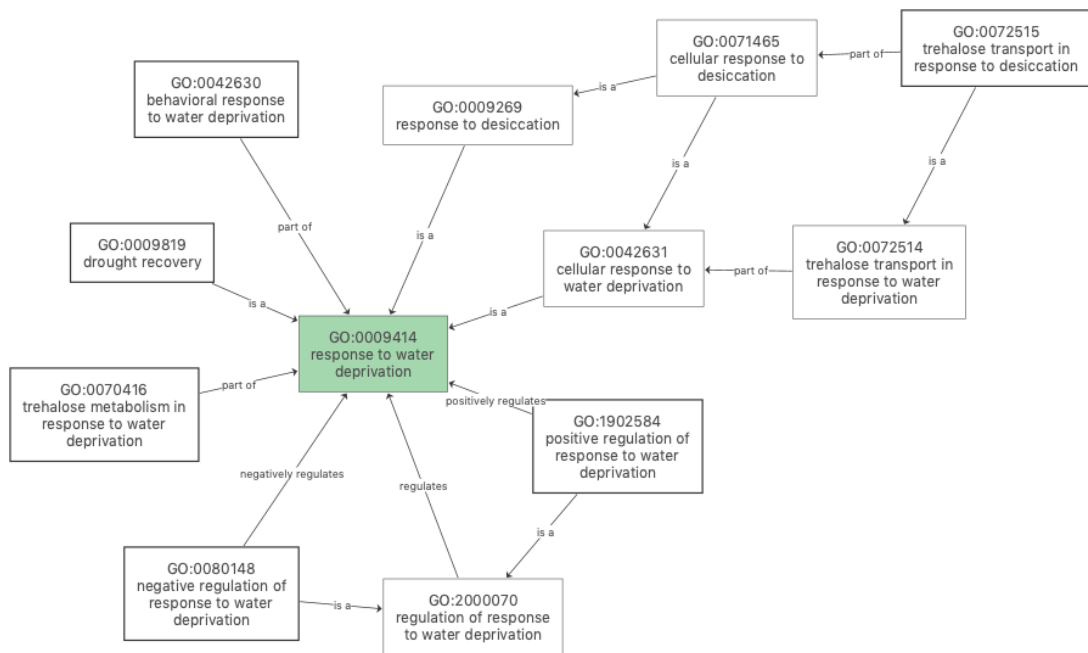 GO:0072515
trehalose transport in
response to desiccation
GO:0071465
cellular response to
desiccation
part of
GO:0042630
behavioral response
to water deprivation
is a
GO:0009269
response to desiccation
is a
is a
part of
is a
GO:0009819
drought recovery
GO:0042631
cellular response to
water deprivation
part of
GO:0072514
trehalose transport in
response to water
deprivation
is a
is a
GO:0009414
response to water
deprivation
GO:0070416
trehalose metabolism in
response to water
deprivation
part of
positively regulates
GO:1902584
positive regulation of
response to water
deprivation
negatively regulates
regulates
is a
GO:0080148
negative regulation of
response to water
deprivation
is a
GO:2000070
regulation of response
to water deprivation